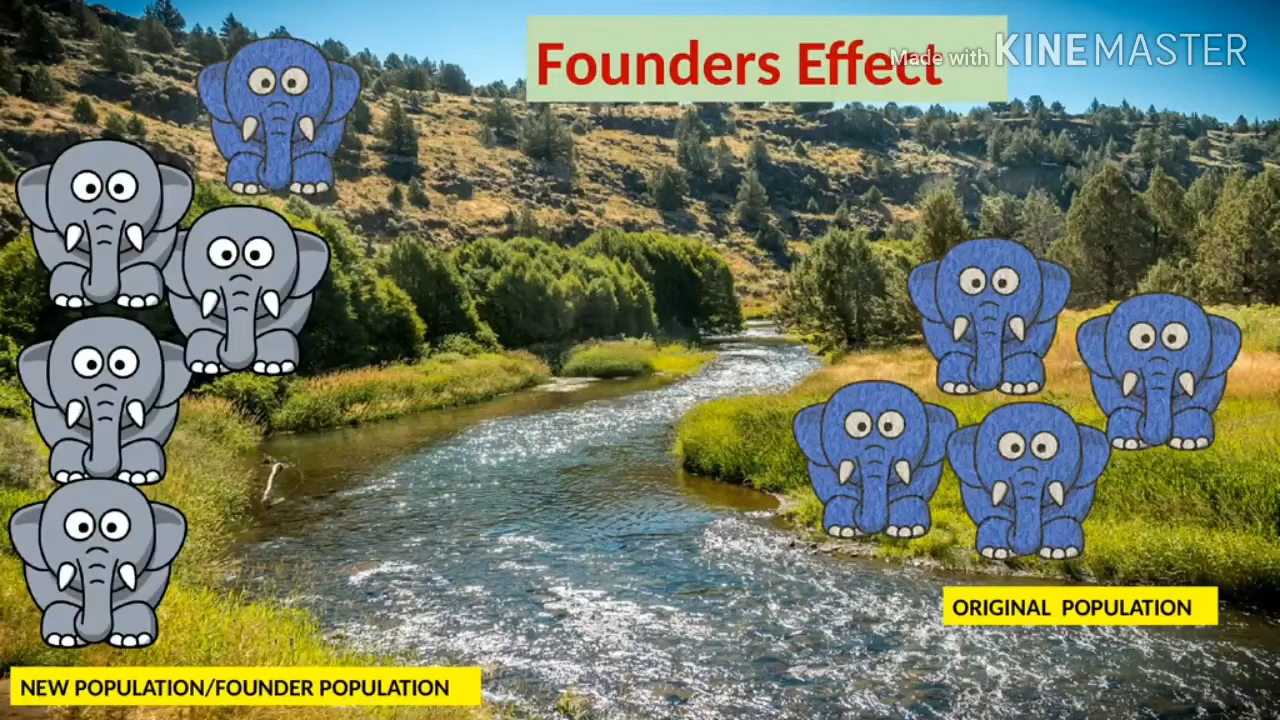 Founders Effect
Made with KINEMASTER
ORIGINAL POPULATION
NEW POPULATION/FOUNDER POPULATION